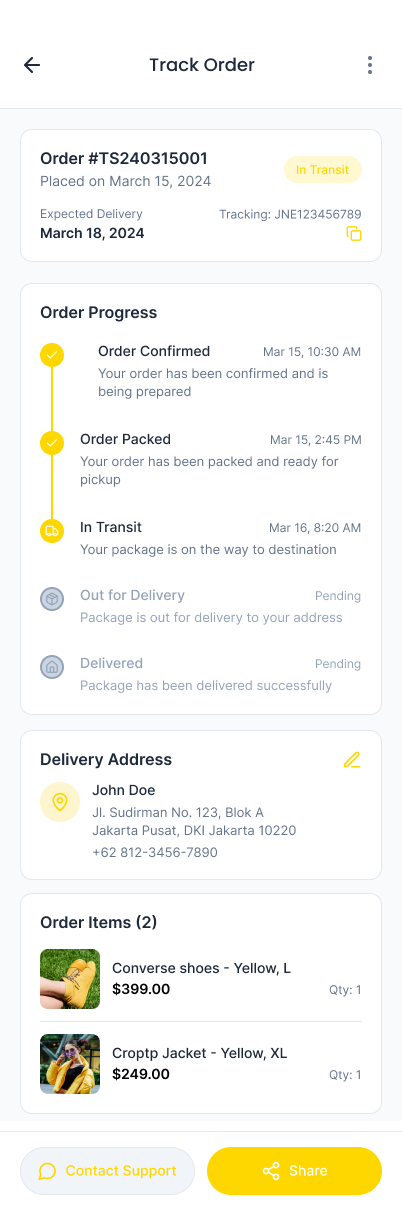 Track Order
Order #TS240315001
In Transit
Placed on March 15, 2024
Expected Delivery
Tracking: JNE123456789
March 18, 2024
Order Progress
Order Confirmed
Mar 15, 10:30 AM
Your order has been confirmed and is
being prepared
Order Packed
Mar 15, 2:45 PM
Your order has been packed and ready for
pickup
In Transit
Mar 16, 8:20 AM
Your package is on the way to destination
Out for Delivery
Pending
Package is out for delivery to your address
Delivered
Pending
Package has been delivered successfully
Delivery Address
John Doe
Jl. Sudirman No. 123, Blok A
Jakarta Pusat, DKI Jakarta 10220
+62 812-3456-7890
Order Items (2)
Converse shoes - Yellow, L
$399.00
Qty: 1
Croptp Jacket - Yellow, XL
$249.00
Qty: 1
Contact Support
Share